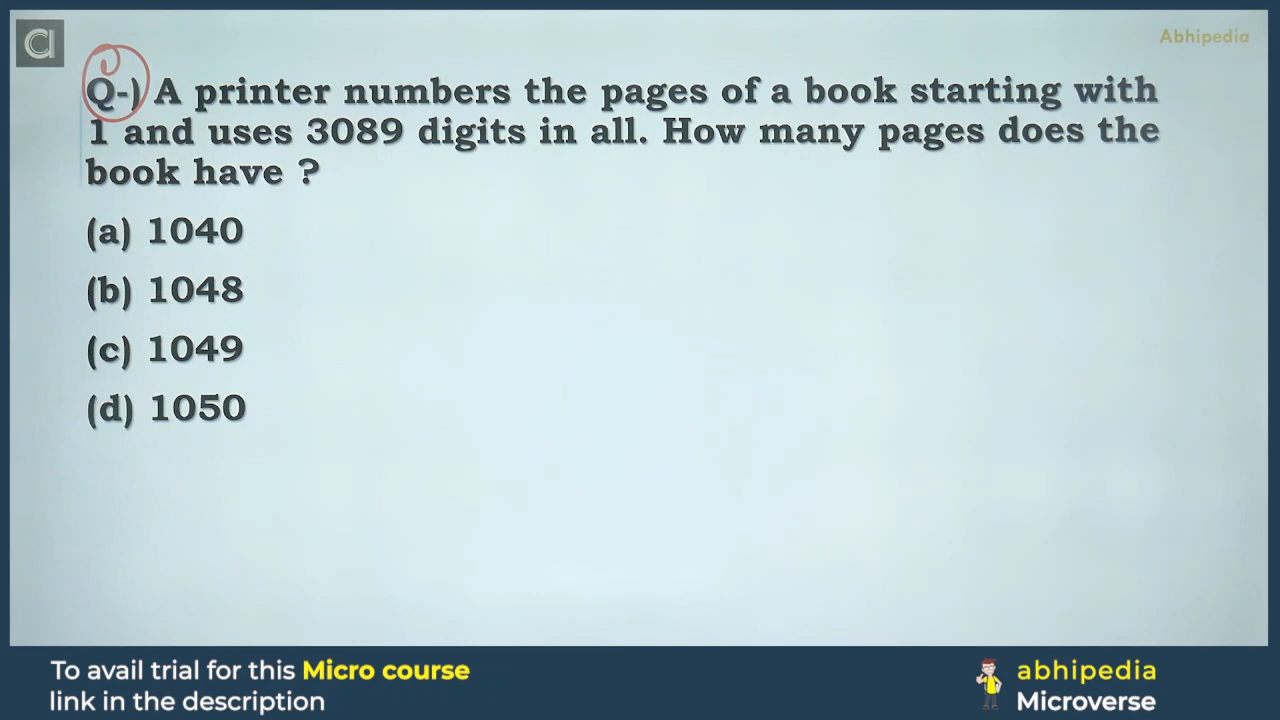 Abhipedia
Q-) A printer numbers the pages of a book starting with
1 and uses 3089 digits in all. How many pages does the
book have ?
(a) 1040
(b) 1048
(c) 1049
(d) 1050
To avail trial for this Micro course
link in the description
abhipedia
Microverse